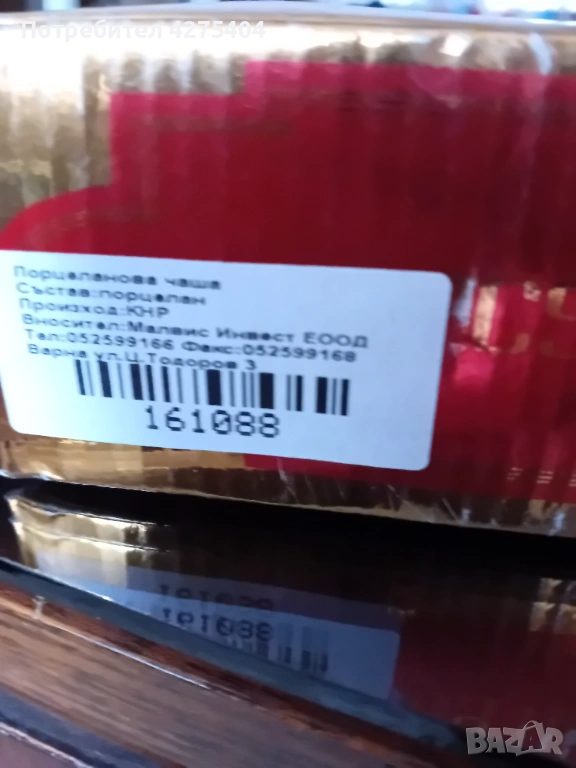 Потребител 4275404
Порцеланова чаша
Състав:порцелан
Произход:КНР
Вносител:Малвис Инвест ЕООД
Тел:052599166 Факс:052599168
Варна ул.Ц.Тодоров 3
161088
161088
BAZAR